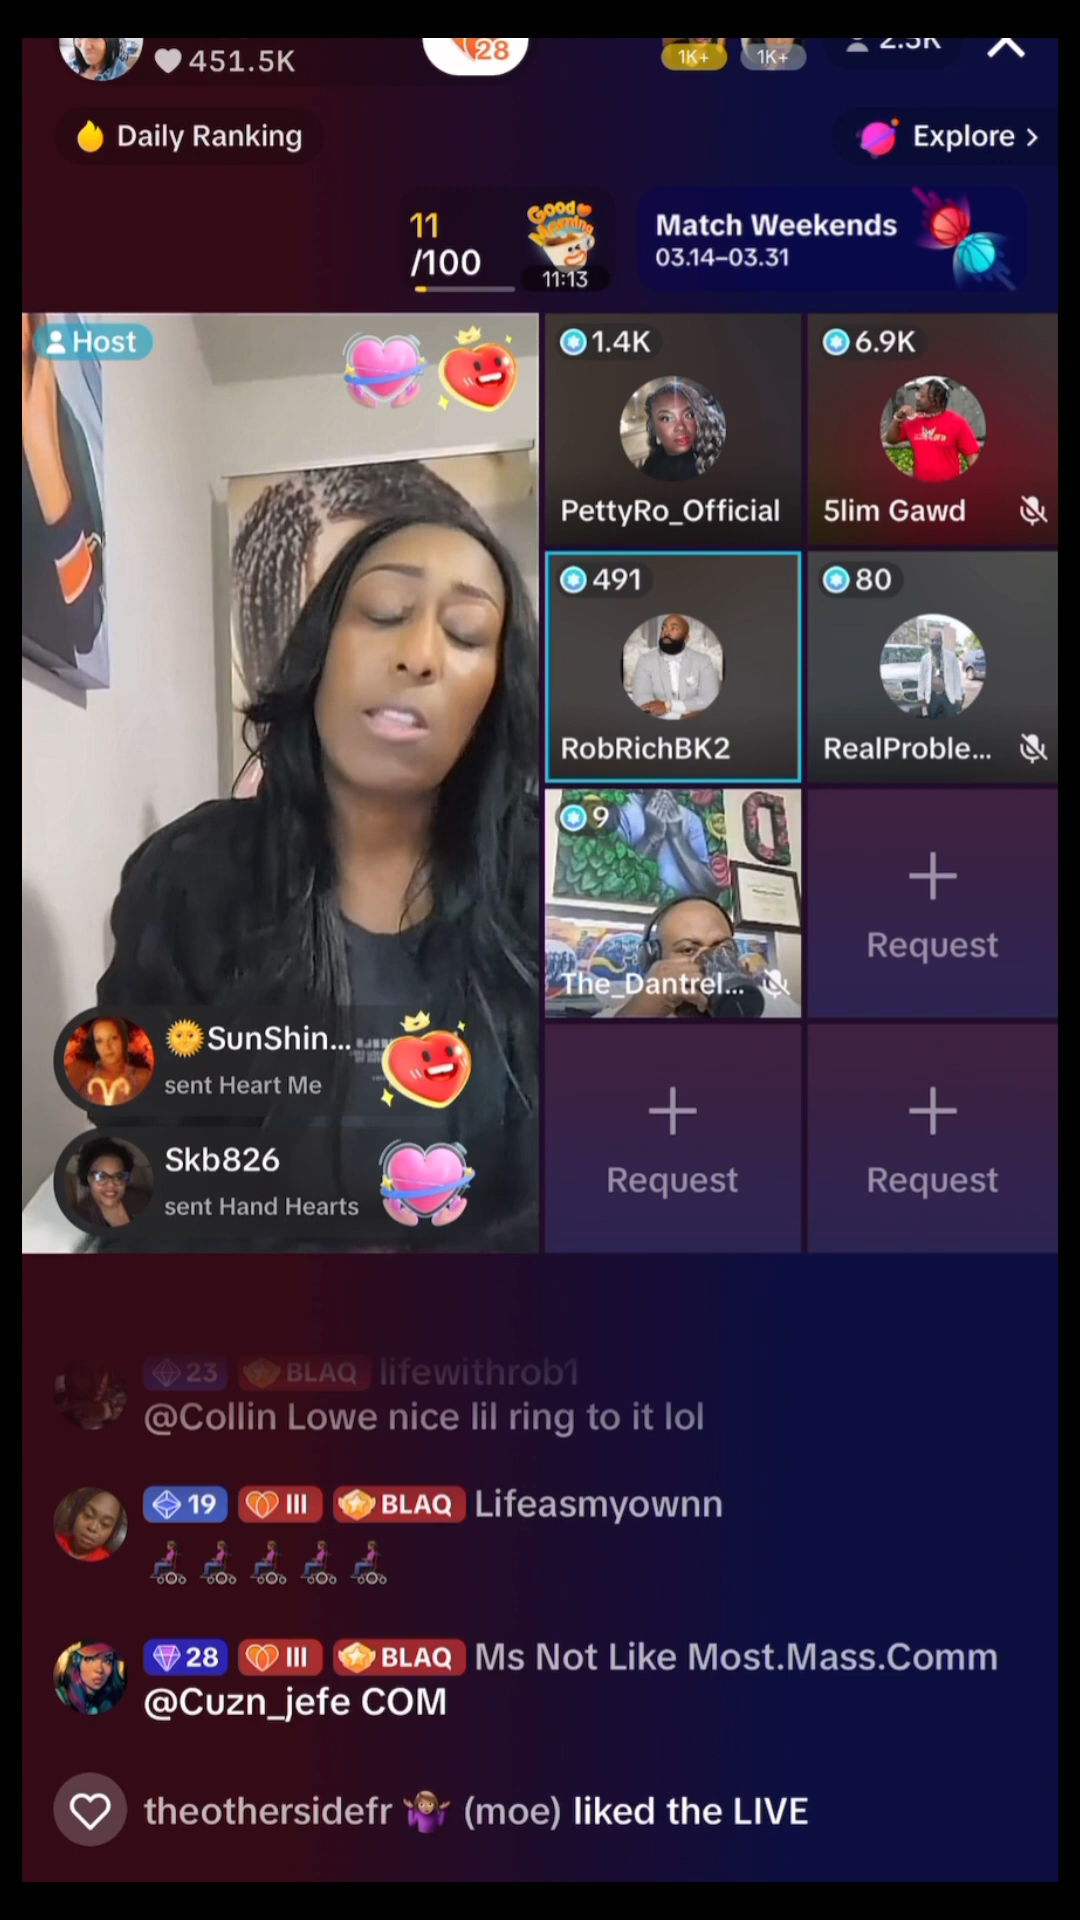 451.5K
28
1K+
1K+
2.5K
Daily Ranking
Explore >
11
/100
Good
Morning
11:13
Match Weekends
03.14–03.31
Host
1.4K
PettyRo_Official
6.9K
5lim Gawd
491
RobRichBK2
80
RealProble...
9
The_Dantrel...
Request
Request
Request
🌞SunShin...
sent Heart Me
Skb826
sent Hand Hearts
23 BLAQ lifewithrob1
@Collin Lowe nice lil ring to it lol
19 III BLAQ Lifeasmyownn
28 III BLAQ Ms Not Like Most.Mass.Comm
@Cuzn_jefe COM
theothersidefr 🤷🏽‍♀️ (moe) liked the LIVE